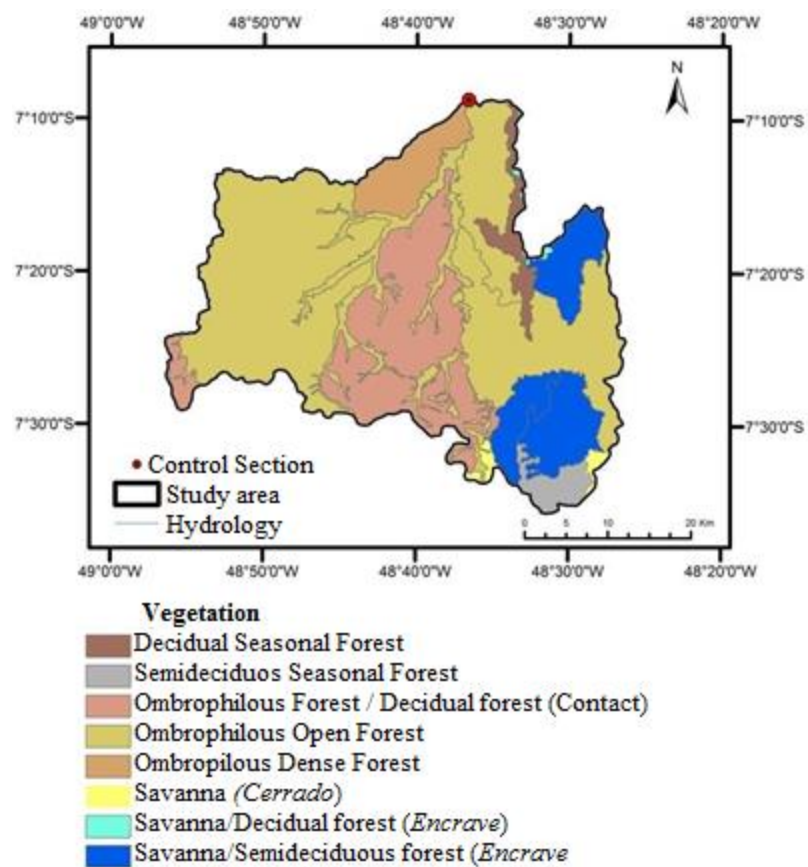 49°0'0"W 48°50'0"W 48°40'0"W 48°30'0"W 48°20'0"W
N
7°10'0"S 7°10'0"S
7°20'0"S 7°20'0"S
7°30'0"S 7°30'0"S
Control Section
Study area
Hydrology
0 5 10 20 Km
49°0'0"W 48°50'0"W 48°40'0"W 48°30'0"W 48°20'0"W
Vegetation
Decidual Seasonal Forest
Semideciduos Seasonal Forest
Ombrophilous Forest / Decidual forest (Contact)
Ombrophilous Open Forest
Ombropilous Dense Forest
Savanna (Cerrado)
Savanna/Decidual forest (Encrave)
Savanna/Semideciduous forest (Encrave